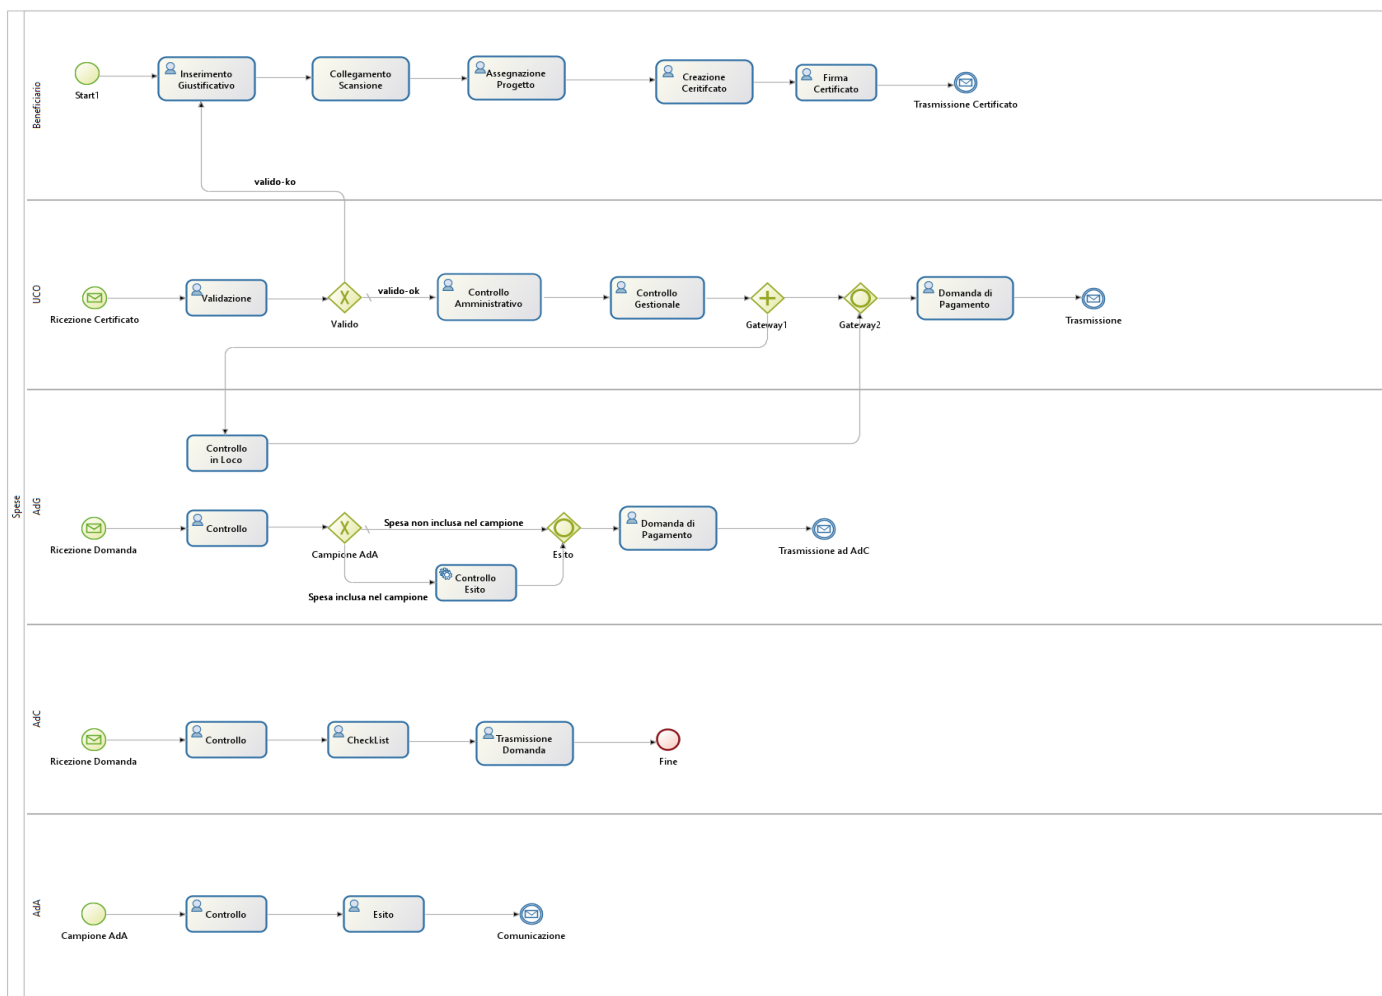 Spese
Beneficiario
Start1
Inserimento
Giustificativo
Collegamento
Scansione
Assegnazione
Progetto
Creazione
Ceritifcato
Firma
Certificato
Trasmissione Certificato
valido-ko
UCO
Ricezione Certificato
Validazione
Valido
valido-ok
Controllo
Amministrativo
Controllo
Gestionale
Gateway1
Gateway2
Domanda di
Pagamento
Trasmissione
AdG
Controllo
in Loco
Ricezione Domanda
Controllo
Campione AdA
Spesa non inclusa nel campione
Spesa inclusa nel campione
Controllo
Esito
Esito
Domanda di
Pagamento
Trasmissione ad AdC
AdC
Ricezione Domanda
Controllo
CheckList
Trasmissione
Domanda
Fine
AdA
Campione AdA
Controllo
Esito
Comunicazione